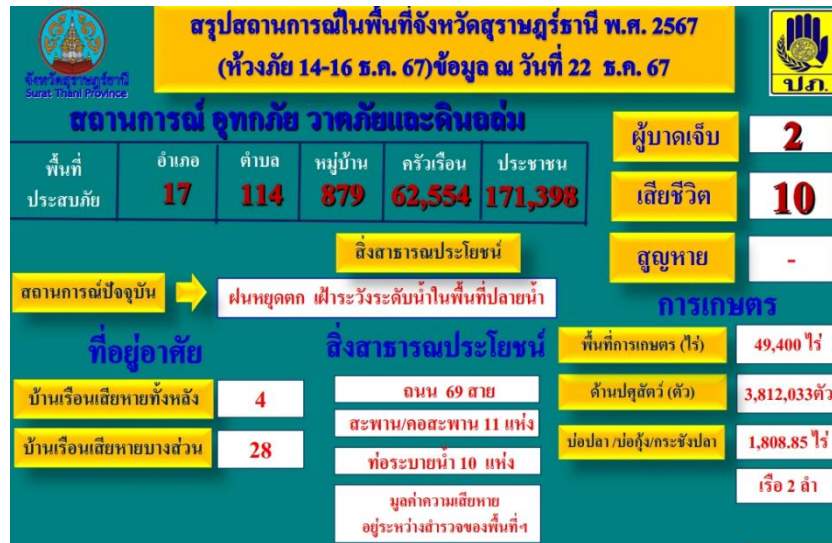 สรุปสถานการณ์ในพื้นที่จังหวัดสุราษฎร์ธานี พ.ศ. 2567
(ห้วงภัย 14-16 ธ.ค. 67)ข้อมูล ณ วันที่ 22 ธ.ค. 67
จังหวัดสุราษฎร์ธานี
Surat Thani Province
ปภ.
สถานการณ์ อุทกภัย วาตภัยและดินถล่ม
พื้นที่
ประสบภัย
อำเภอ
17
ตำบล
114
หมู่บ้าน
879
ครัวเรือน
62,554
ประชาชน
171,398
ผู้บาดเจ็บ
2
เสียชีวิต
10
สูญหาย
-
สิ่งสาธารณประโยชน์
สถานการณ์ปัจจุบัน
ฝนหยุดตก เฝ้าระวังระดับน้ำในพื้นที่ปลายน้ำ
ที่อยู่อาศัย
บ้านเรือนเสียหายทั้งหลัง
4
บ้านเรือนเสียหายบางส่วน
28
สิ่งสาธารณประโยชน์
ถนน 69 สาย
สะพาน/คอสะพาน 11 แห่ง
ท่อระบายน้ำ 10 แห่ง
มูลค่าความเสียหาย
อยู่ระหว่างสำรวจของพื้นที่ฯ
การเกษตร
พื้นที่การเกษตร (ไร่)
49,400 ไร่
ด้านปศุสัตว์ (ตัว)
3,812,033ตัว
บ่อปลา /บ่อกุ้ง/กระชังปลา
1,808.85 ไร่
เรือ 2 ลำ